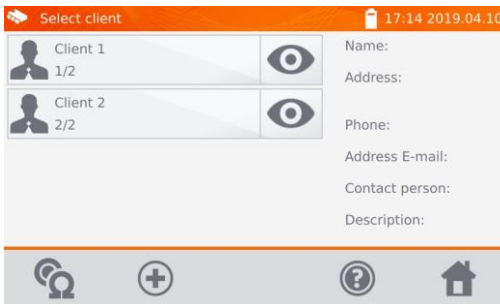 Select client
17:14 2019.04.10
Client 1
1/2
Client 2
2/2
Name:
Address:
Phone:
Address E-mail:
Contact person:
Description: